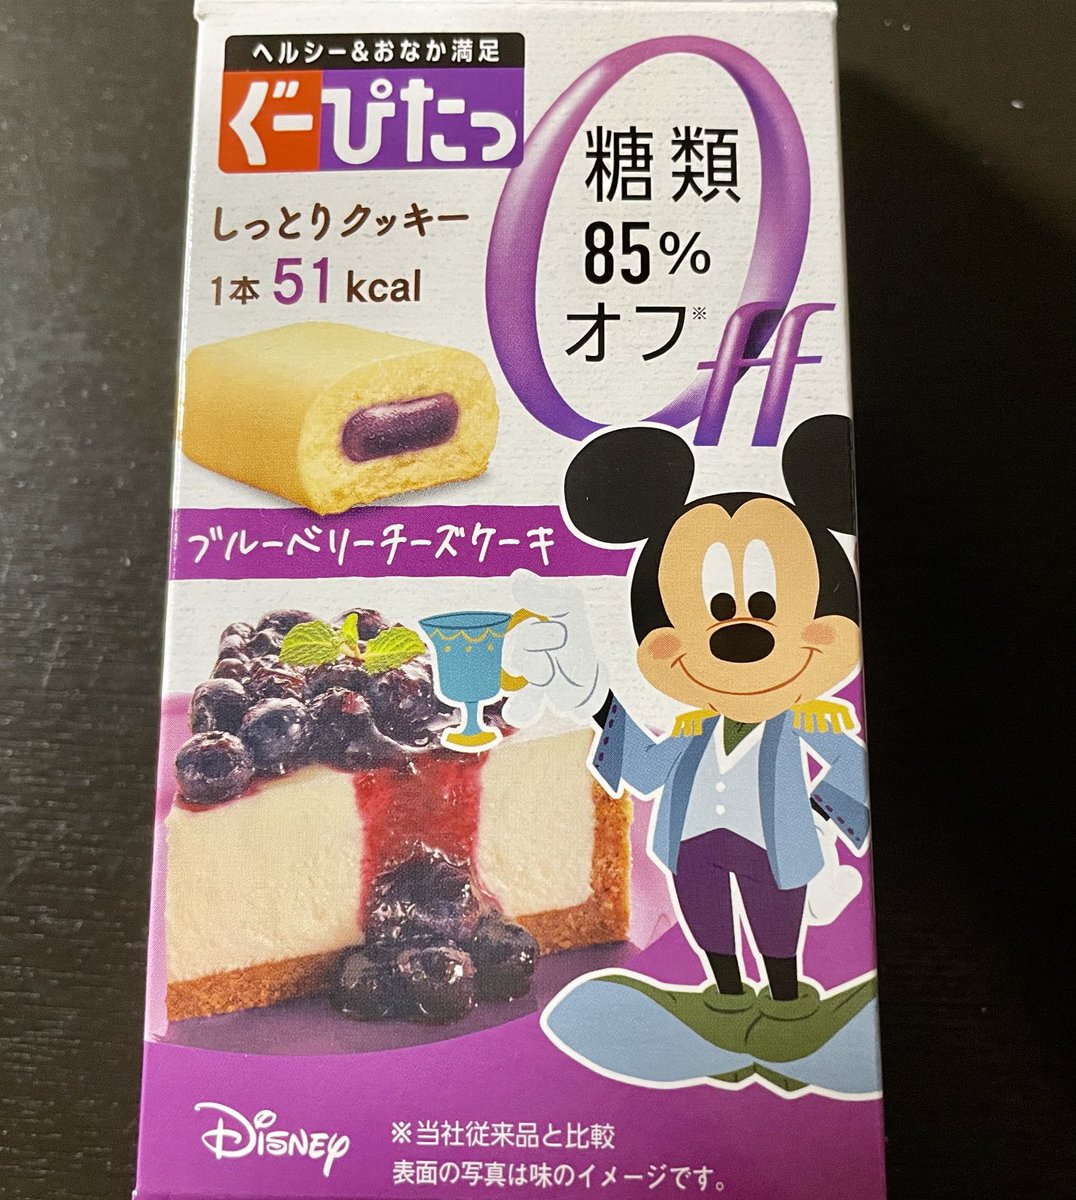 ヘルシー&おなか満足
ぐーぴたっ
しっとりクッキー
1本 51 kcal
糖類
85%
オフ※
Off
ブルーベリーチーズケーキ
Disney
※当社従来品と比較
表面の写真は味のイメージです。